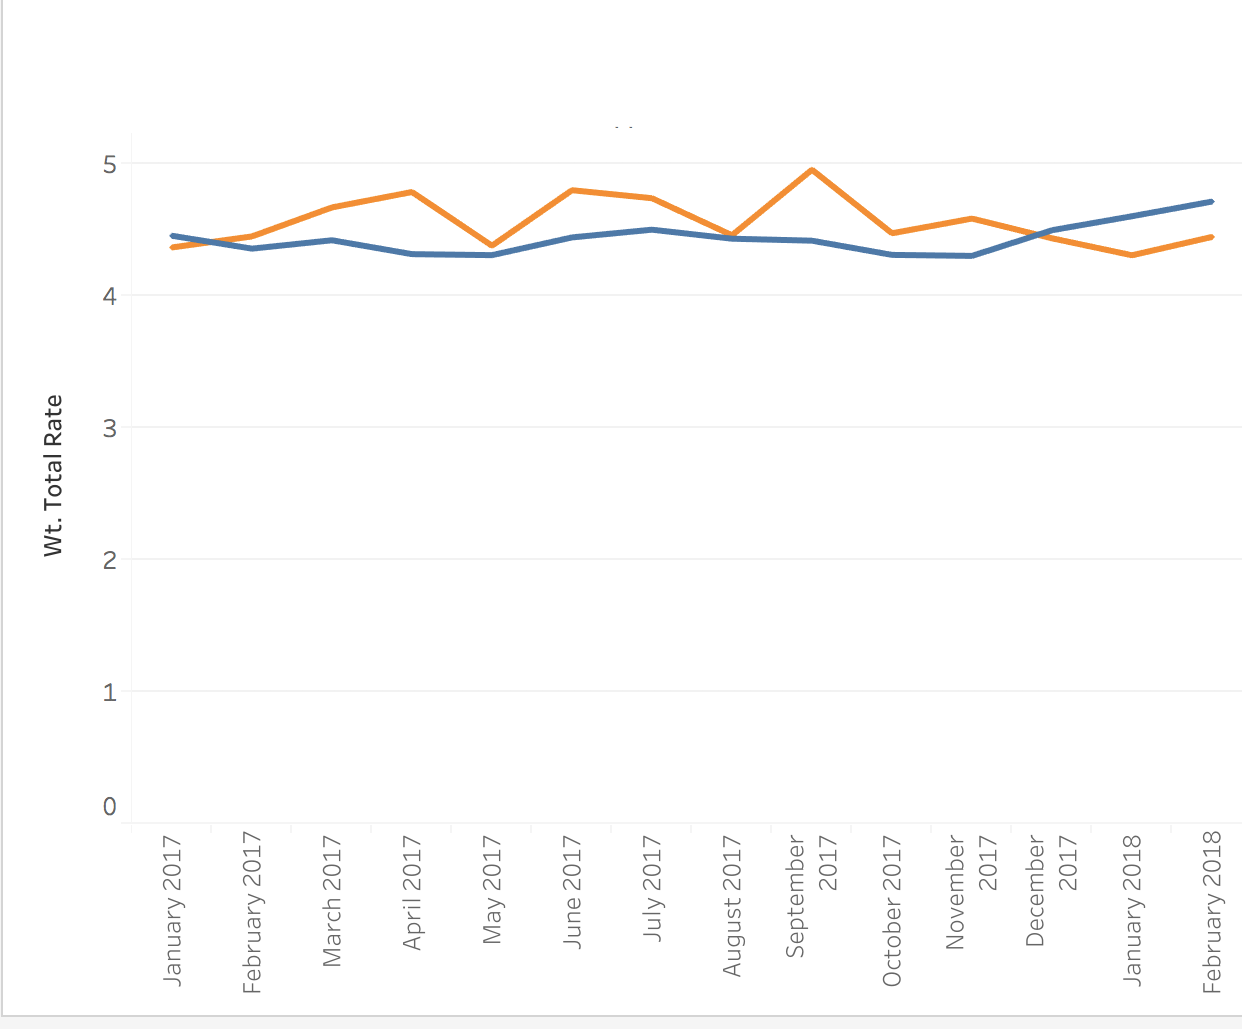 5
4
3
2
1
0
Wt. Total Rate
January 2017
February 2017
March 2017
April 2017
May 2017
June 2017
July 2017
August 2017
September
2017
October 2017
November
2017
December
2017
January 2018
February 2018